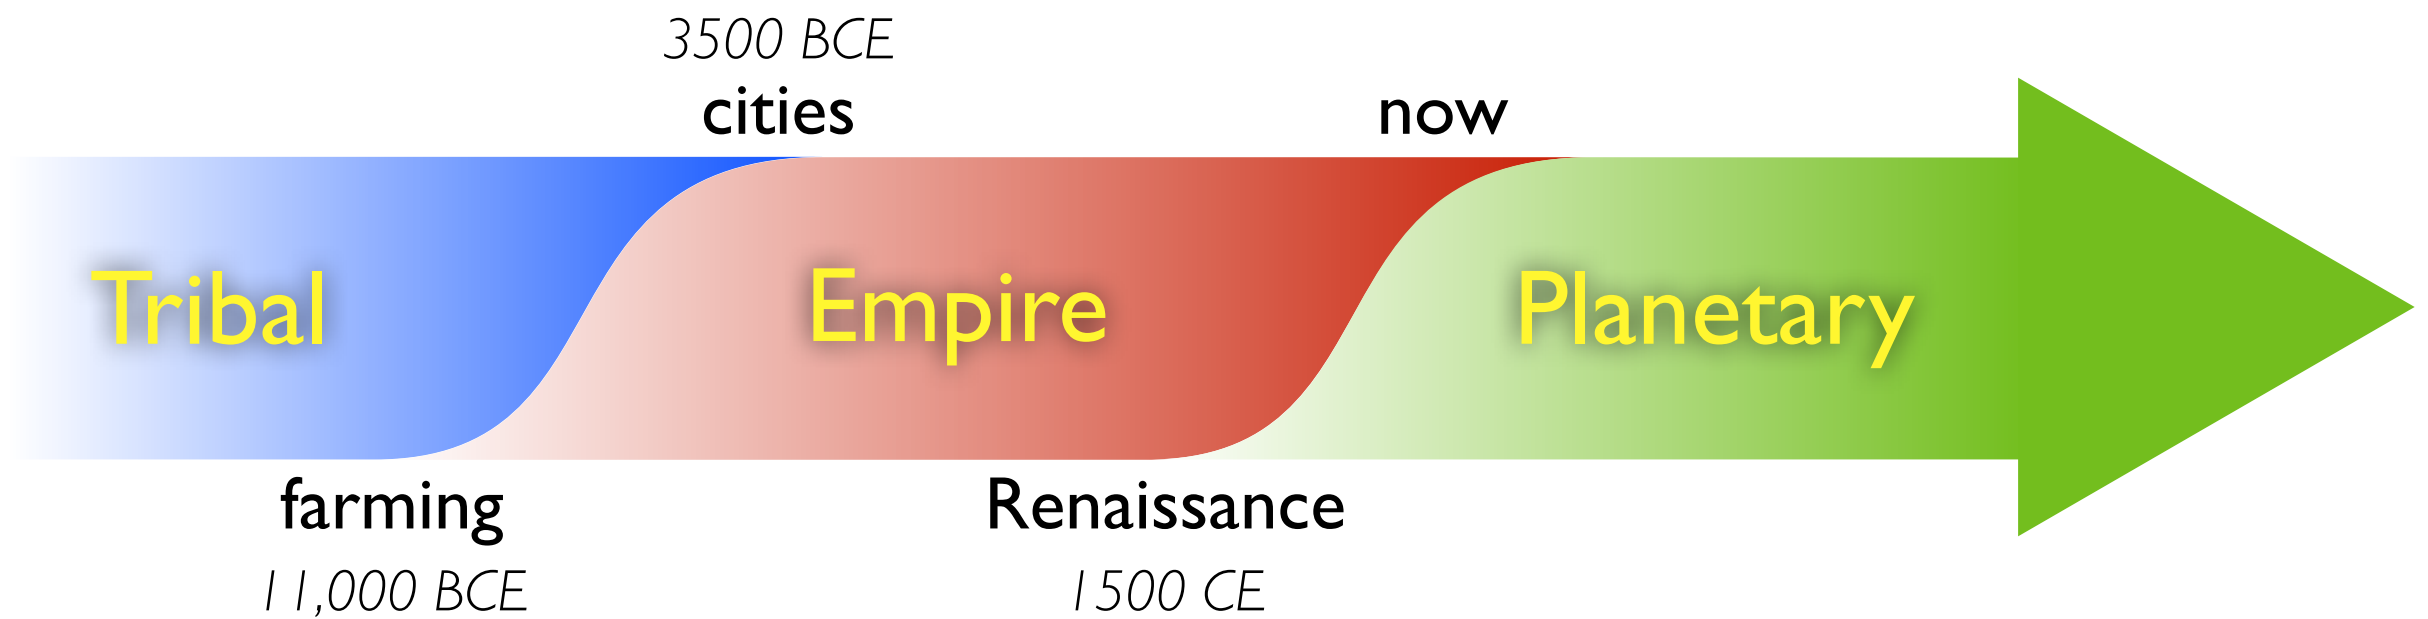 3500 BCE
cities
now
Tribal
Empire
Planetary
farming
Renaissance
11,000 BCE
1500 CE